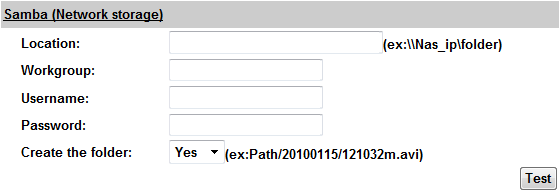 Samba (Network storage)
Location: (ex:\\Nas_ip\folder)
Workgroup:
Username:
Password:
Create the folder: Yes (ex:Path/20100115/121032m.avi)
Test